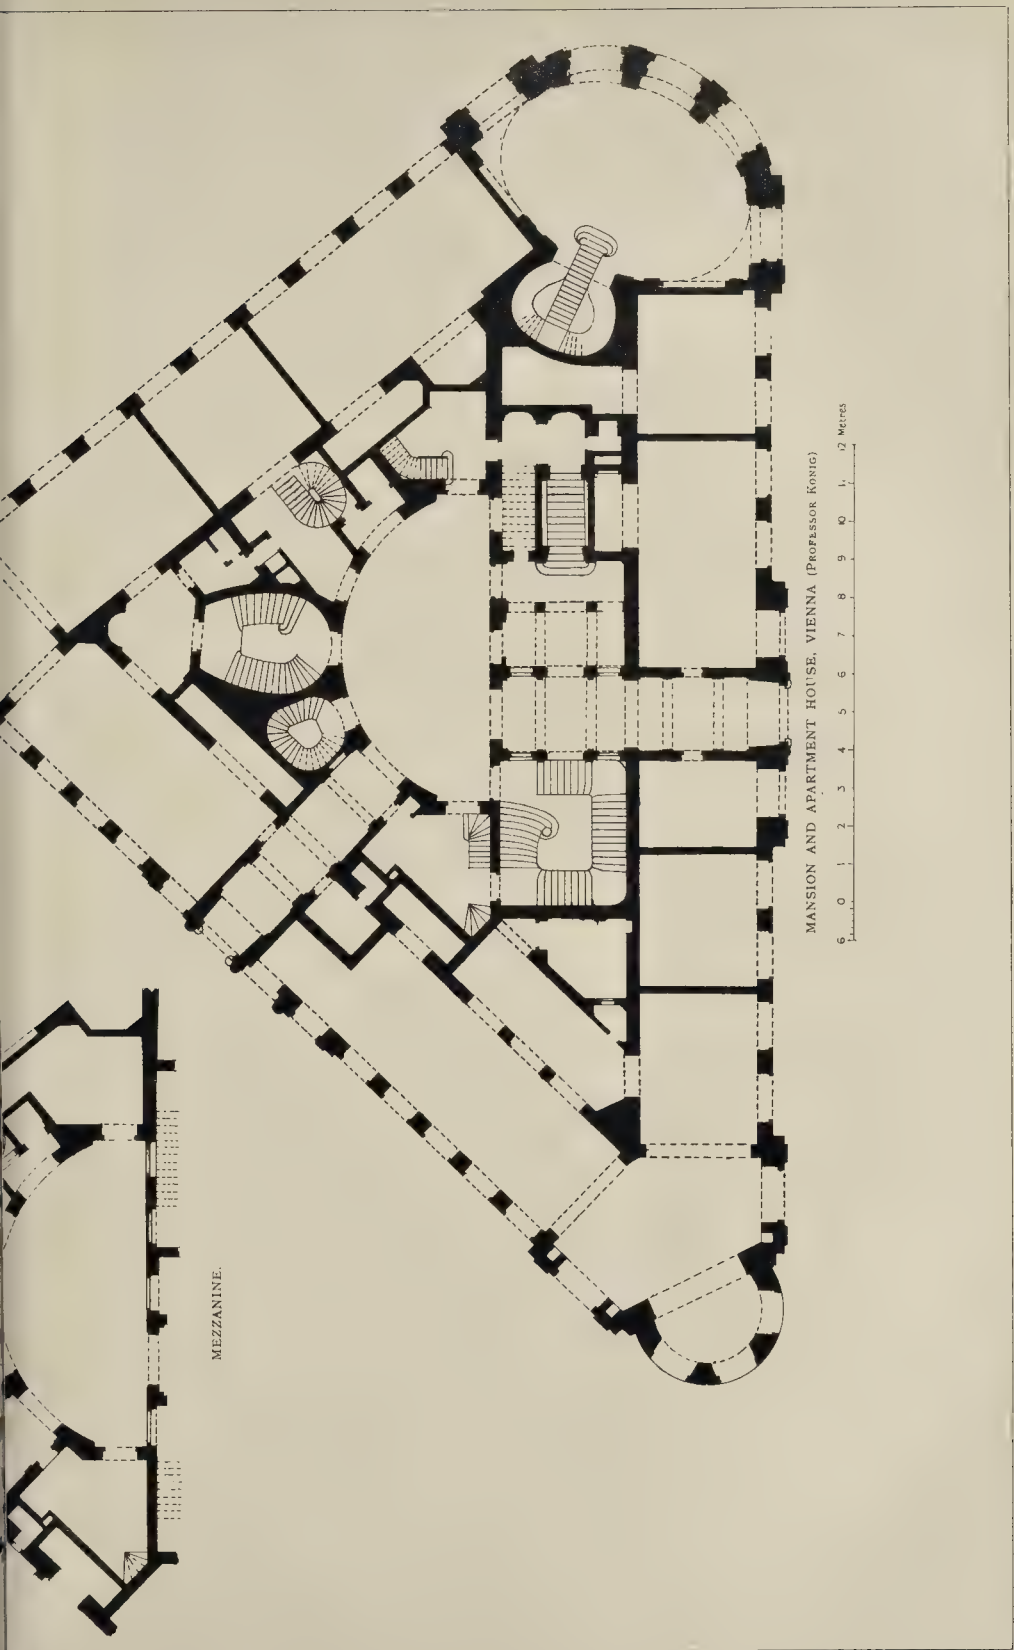 MEZZANINE.
MANSION AND APARTMENT HOUSE, VIENNA (PROFESSOR KÖNIG)
6 0 1 2 3 4 5 6 7 8 9 10 11 12 Metres